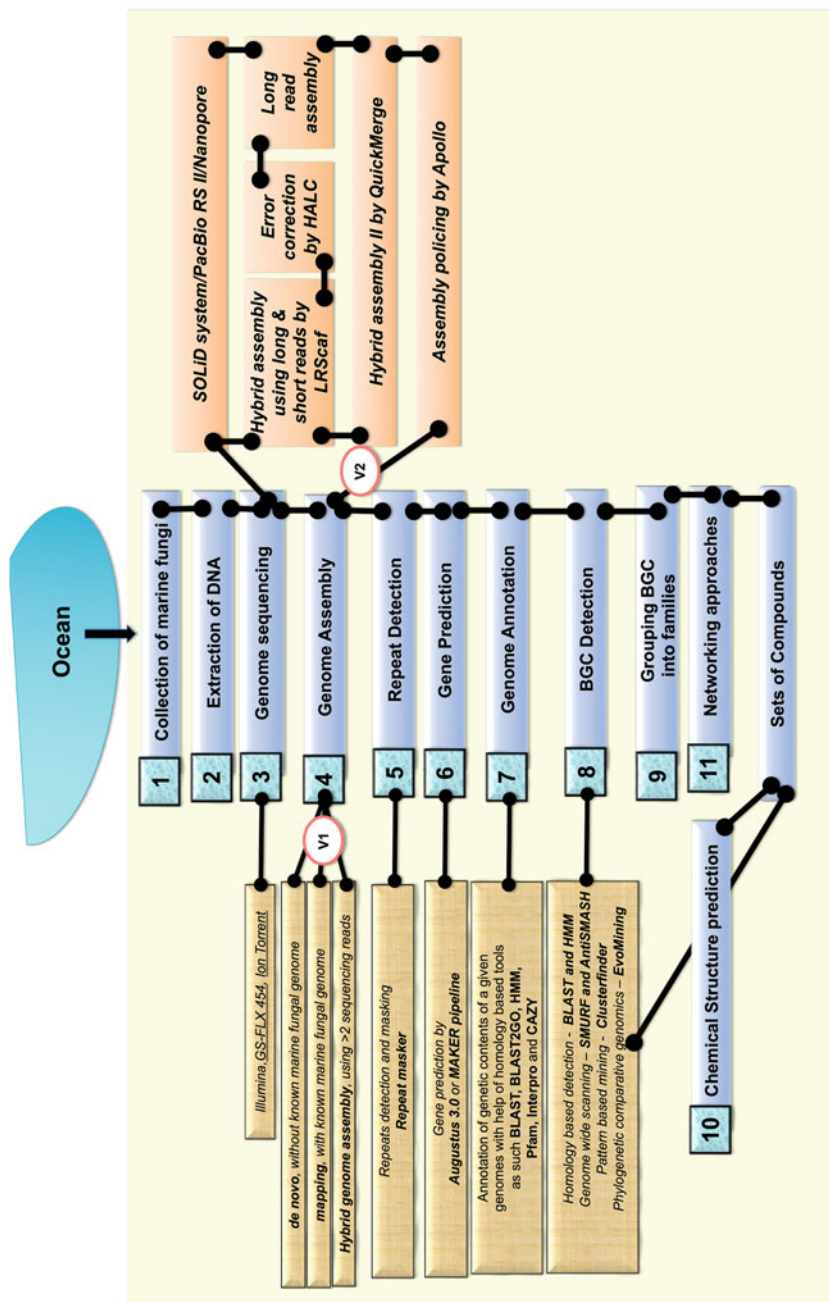 Ocean
1
Collection of marine fungi
2
Extraction of DNA
3
Genome sequencing
4
Genome Assembly
5
Repeat Detection
6
Gene Prediction
7
Genome Annotation
8
BGC Detection
9
Grouping BGC
into families
11
Networking approaches
Sets of Compounds
10
Chemical Structure prediction
V1
V2
Illumina,GS-FLX 454, Ion Torrent
de novo, without known marine fungal genome
mapping, with known marine fungal genome
Hybrid genome assembly, using >2 sequencing reads
Repeats detection and masking
Repeat masker
Gene prediction by
Augustus 3.0 or MAKER pipeline
Annotation of genetic contents of a given
genomes with help of homology based tools
as such BLAST, BLAST2GO, HMM,
Pfam, Interpro and CAZY
Homology based detection - BLAST and HMM
Genome wide scanning – SMURF and AntiSMASH
Pattern based mining - Clusterfinder
Phylogenetic comparative genomics – EvoMining
SOLiD system/PacBio RS II/Nanopore
Hybrid assembly
using long &
short reads by
LRScaf
Error
correction
by HALC
Long
read
assembly
Hybrid assembly II by QuickMerge
Assembly policing by Apollo